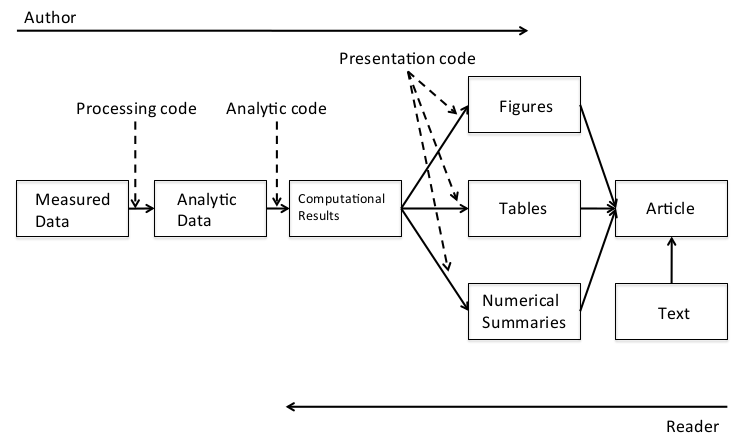 Author
Presentation code
Processing code
Analytic code
Figures
Measured
Data
Analytic
Data
Computational
Results
Tables
Article
Numerical
Summaries
Text
Reader